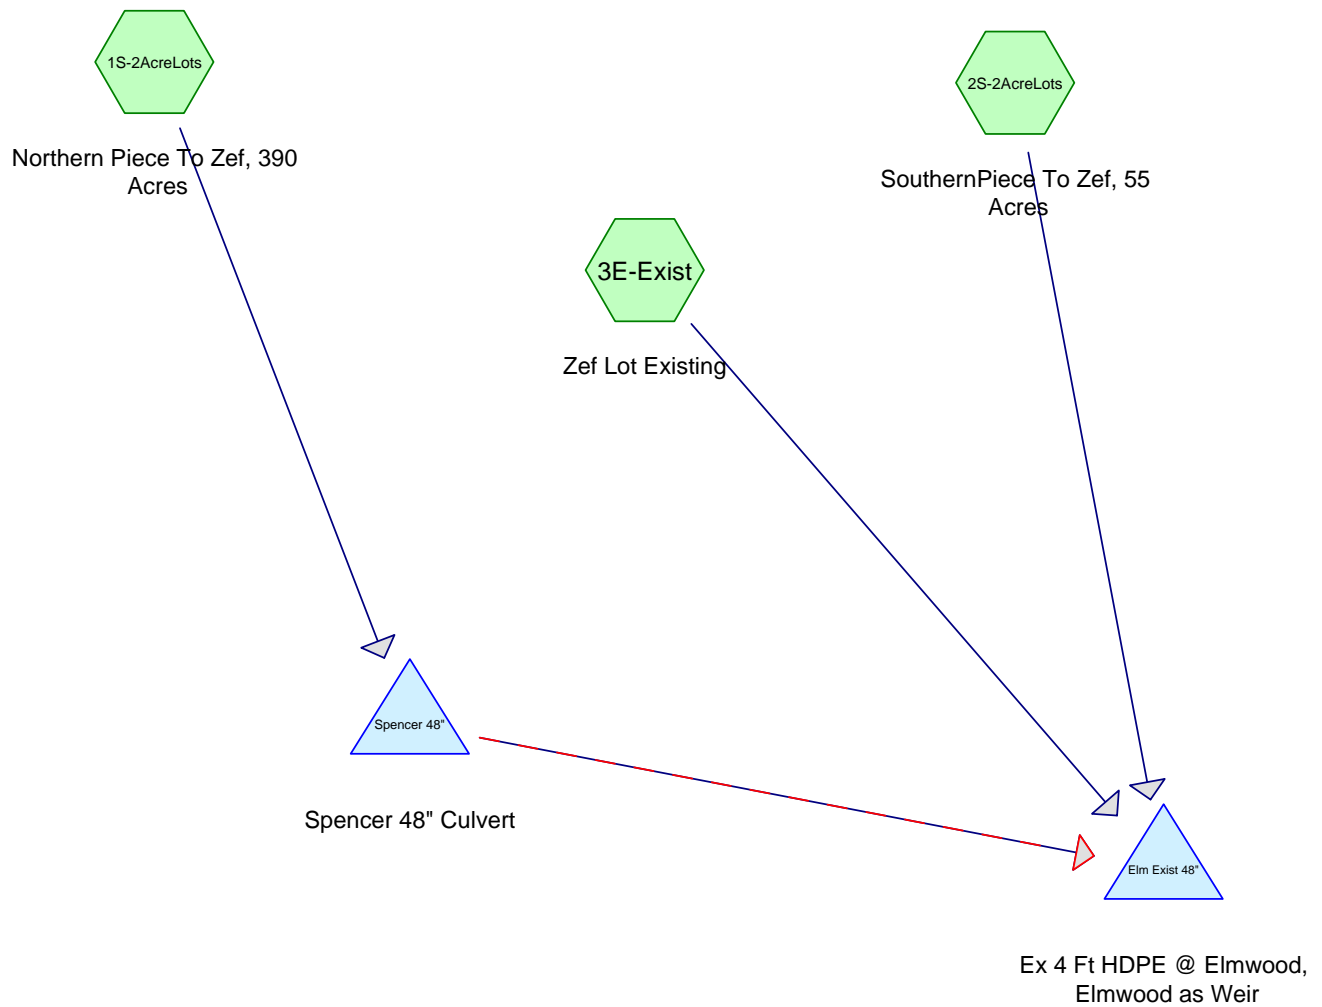 1S-2AcreLots
Northern Piece To Zef, 390
Acres
2S-2AcreLots
SouthernPiece To Zef, 55
Acres
3E-Exist
Zef Lot Existing
Spencer 48"
Spencer 48" Culvert
Elm Exist 48"
Ex 4 Ft HDPE @ Elmwood,
Elmwood as Weir